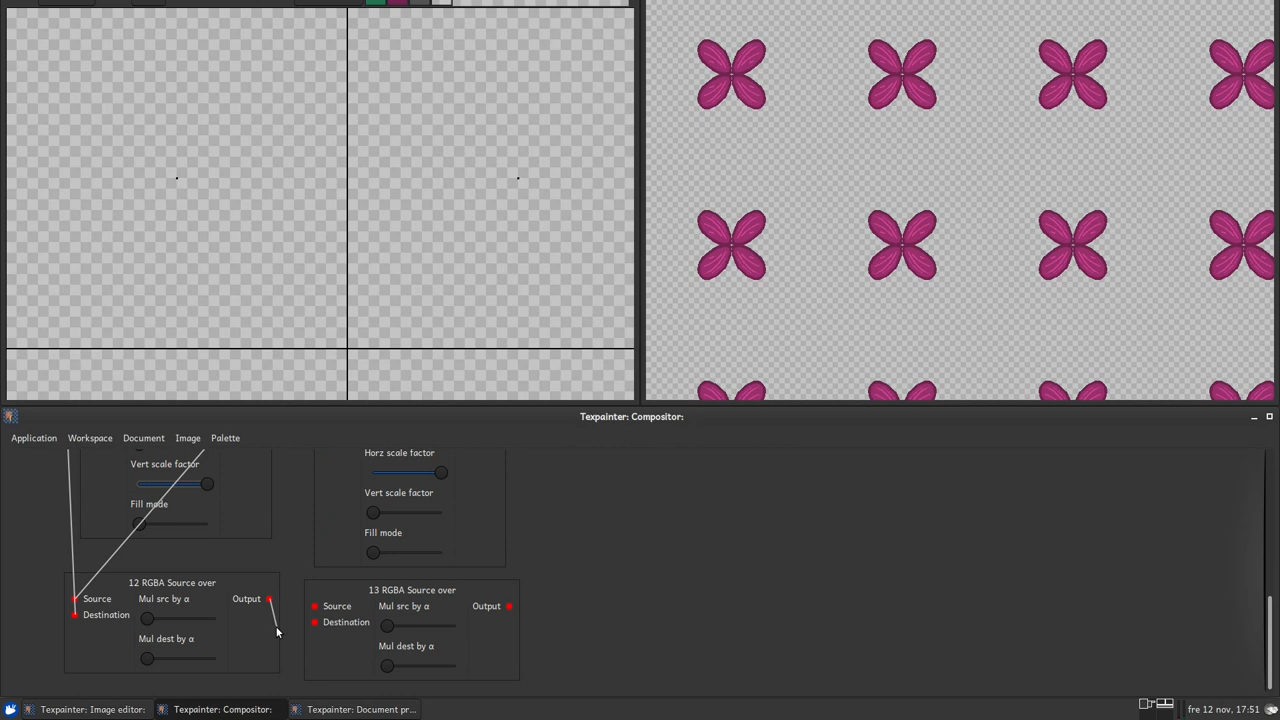 Texpainter: Compositor:
Application Workspace Document Image Palette
Vert scale factor
Fill mode
Horz scale factor
Vert scale factor
Fill mode
12 RGBA Source over
Source Mul src by α Output
Destination
Mul dest by α
13 RGBA Source over
Source Mul src by α Output
Destination
Mul dest by α
Texpainter: Image editor: Texpainter: Compositor: Texpainter: Document pr... fre 12 nov, 17:51